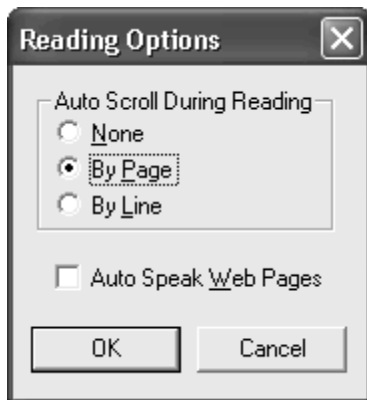 Reading Options
Auto Scroll During Reading
None
By Page
By Line
Auto Speak Web Pages
OK Cancel